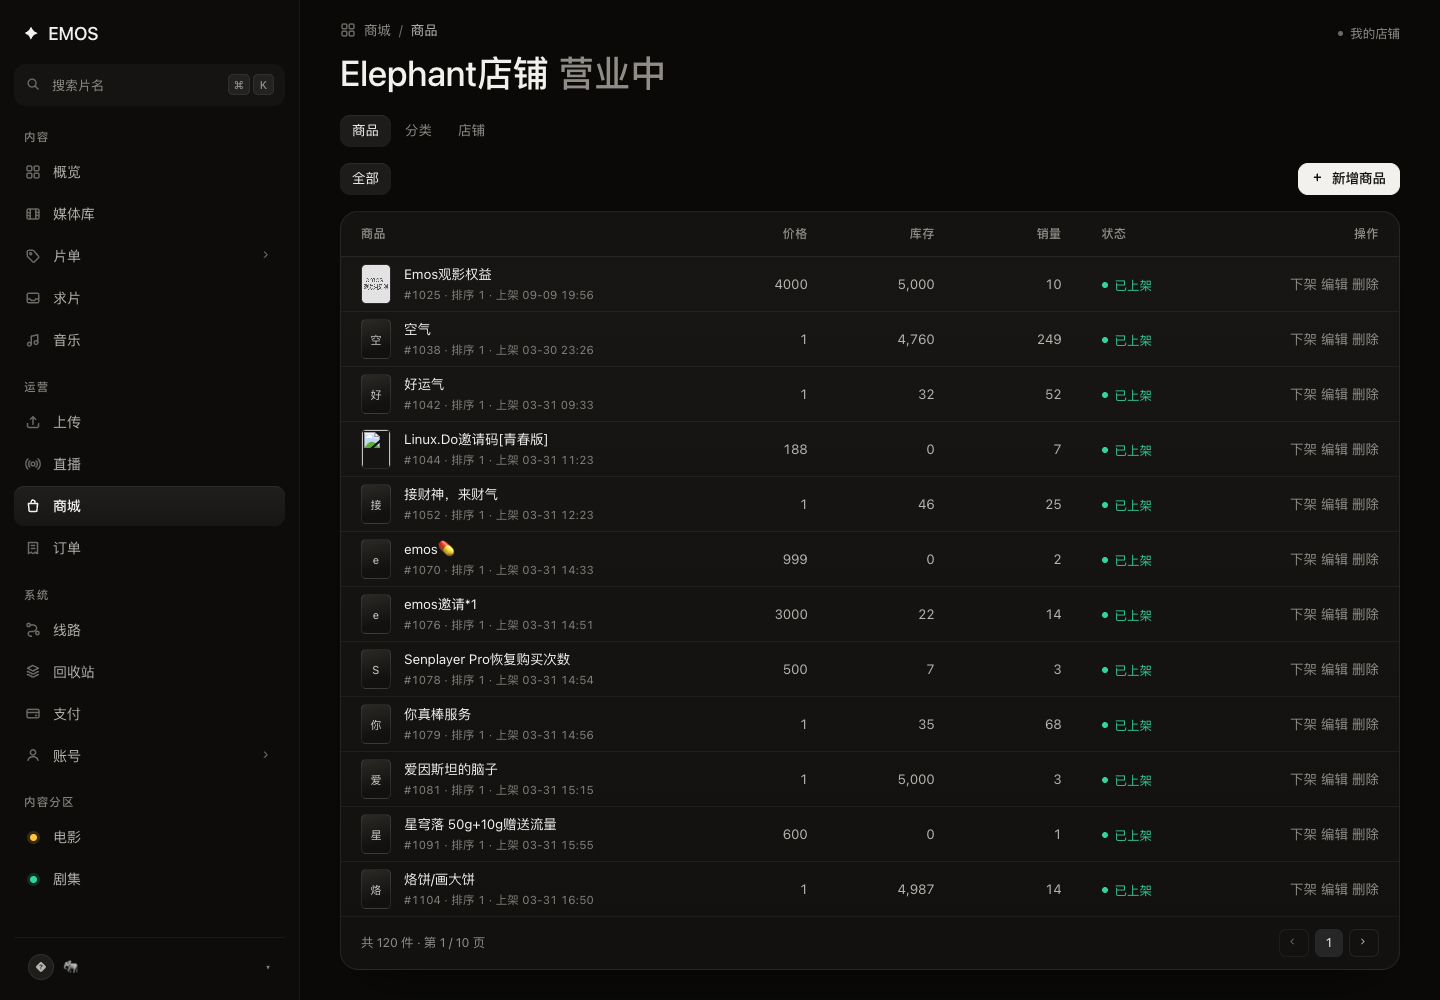 EMOS
搜索片名 ⌘ K
内容
概览
媒体库
片单
求片
音乐
运营
上传
直播
商城
订单
系统
线路
回收站
支付
账号
内容分区
电影
剧集
商城 / 商品
我的店铺
Elephant店铺 营业中
商品 分类 店铺
全部
+ 新增商品
商品 价格 库存 销量 状态 操作
Emos观影权益
#1025 · 排序 1 · 上架 09-09 19:56
4000 5,000 10 已上架 下架 编辑 删除
空
空气
#1038 · 排序 1 · 上架 03-30 23:26
1 4,760 249 已上架 下架 编辑 删除
好
好运气
#1042 · 排序 1 · 上架 03-31 09:33
1 32 52 已上架 下架 编辑 删除
Linux.Do邀请码[青春版]
#1044 · 排序 1 · 上架 03-31 11:23
188 0 7 已上架 下架 编辑 删除
接
接财神，来财气
#1052 · 排序 1 · 上架 03-31 12:23
1 46 25 已上架 下架 编辑 删除
e
emos💊
#1070 · 排序 1 · 上架 03-31 14:33
999 0 2 已上架 下架 编辑 删除
e
emos邀请*1
#1076 · 排序 1 · 上架 03-31 14:51
3000 22 14 已上架 下架 编辑 删除
S
Senplayer Pro恢复购买次数
#1078 · 排序 1 · 上架 03-31 14:54
500 7 3 已上架 下架 编辑 删除
你
你真棒服务
#1079 · 排序 1 · 上架 03-31 14:56
1 35 68 已上架 下架 编辑 删除
爱
爱因斯坦的脑子
#1081 · 排序 1 · 上架 03-31 15:15
1 5,000 3 已上架 下架 编辑 删除
星
星穹落 50g+10g赠送流量
#1091 · 排序 1 · 上架 03-31 15:55
600 0 1 已上架 下架 编辑 删除
烙
烙饼/画大饼
#1104 · 排序 1 · 上架 03-31 16:50
1 4,987 14 已上架 下架 编辑 删除
共 120 件 · 第 1 / 10 页
‹ 1 ›